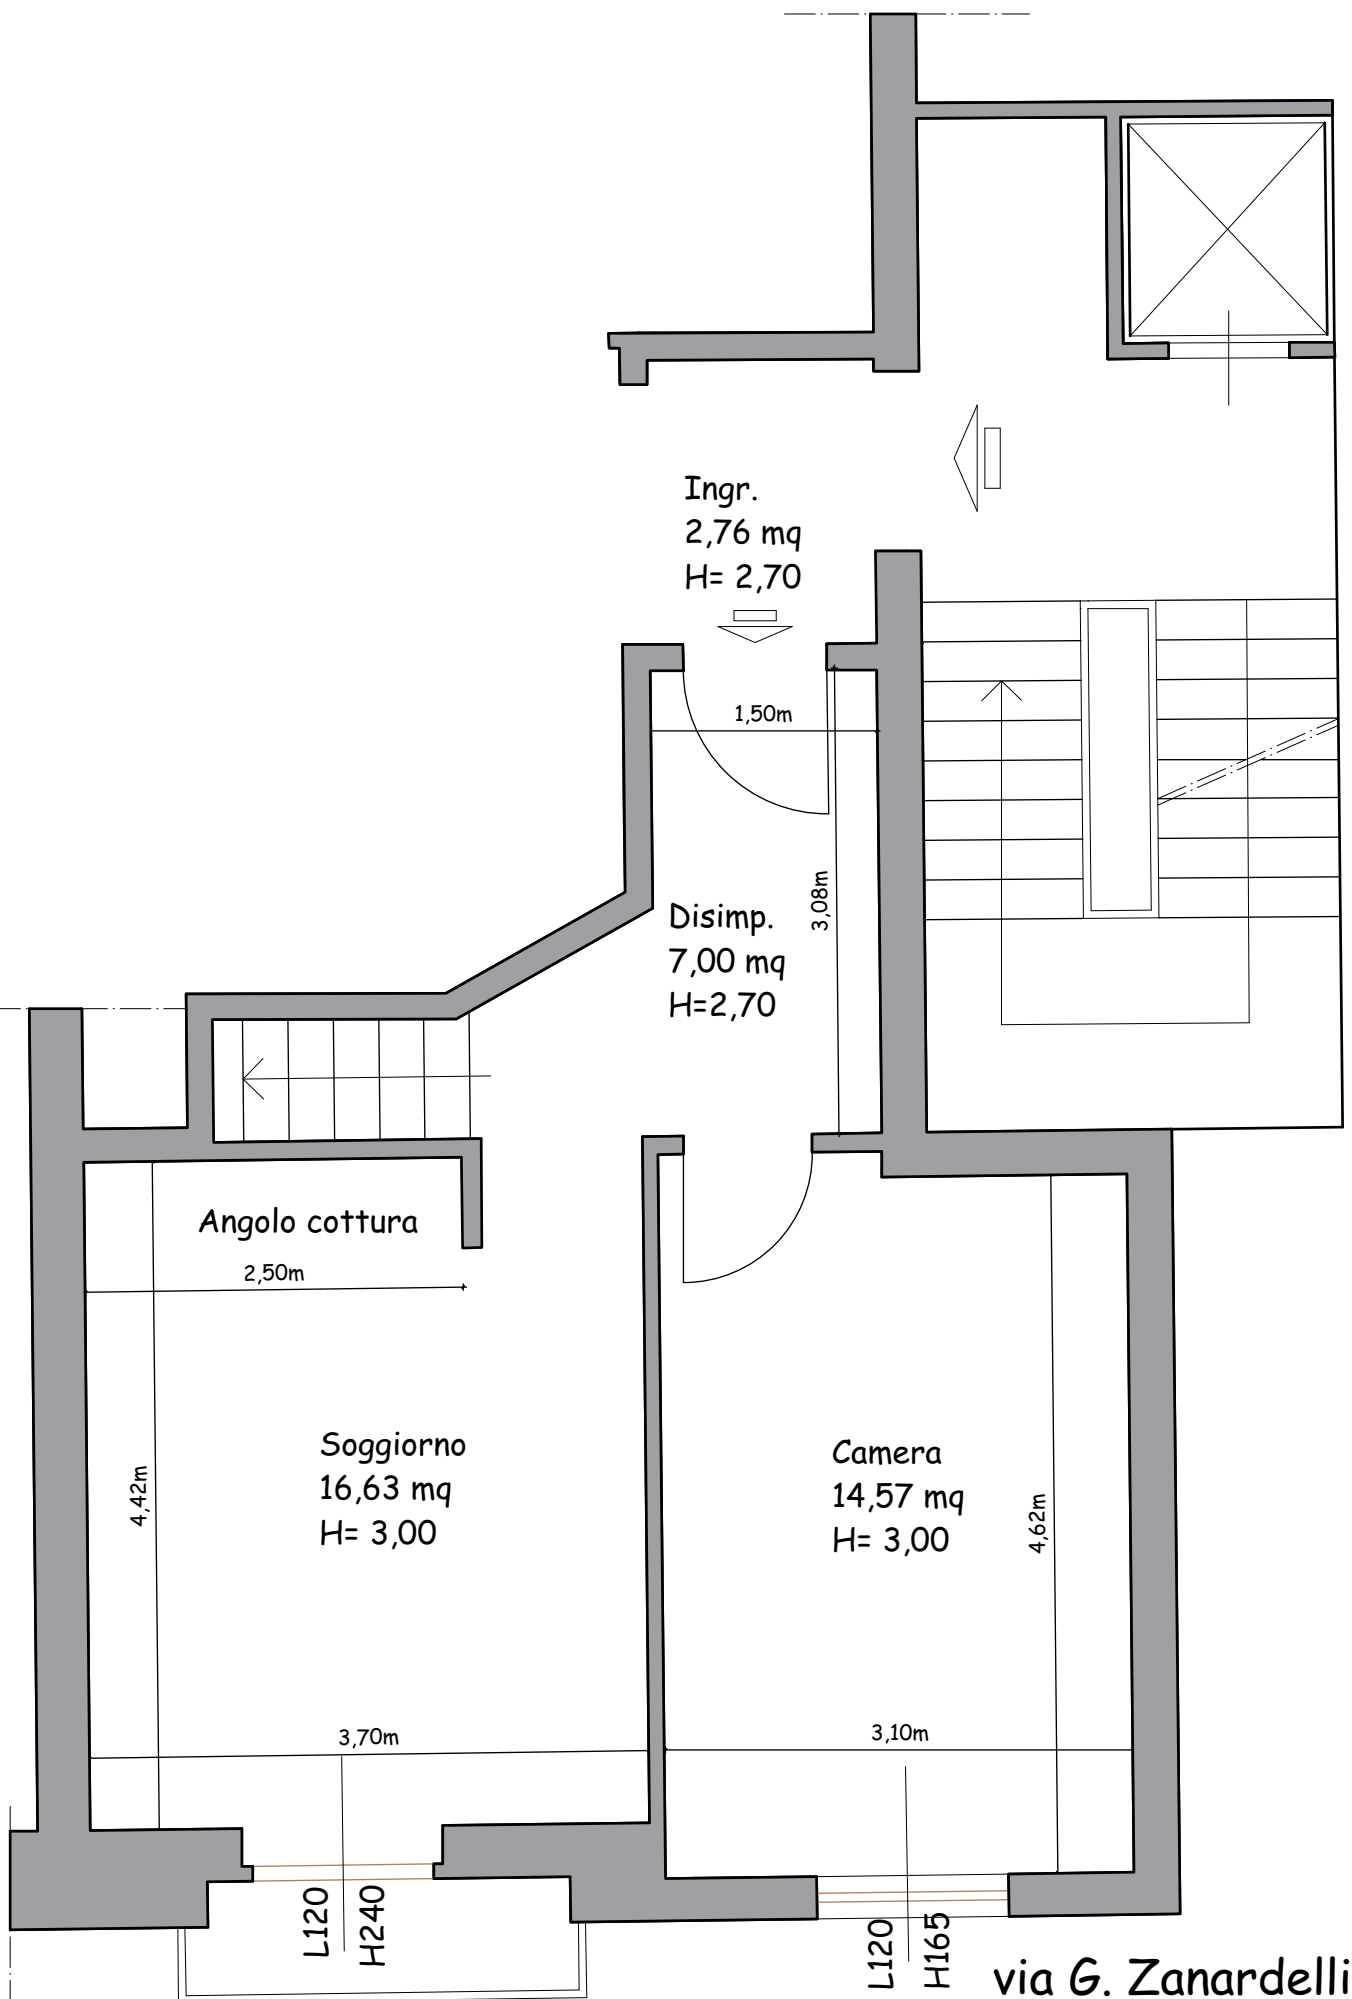 Ingr.
2,76 mq
H= 2,70
1,50m
3,08m
Disimp.
7,00 mq
H=2,70
Angolo cottura
2,50m
4,42m
Soggiorno
16,63 mq
H= 3,00
Camera
14,57 mq
H= 3,00
4,62m
3,70m
3,10m
L120
H240
L120
H165
via G. Zanardelli